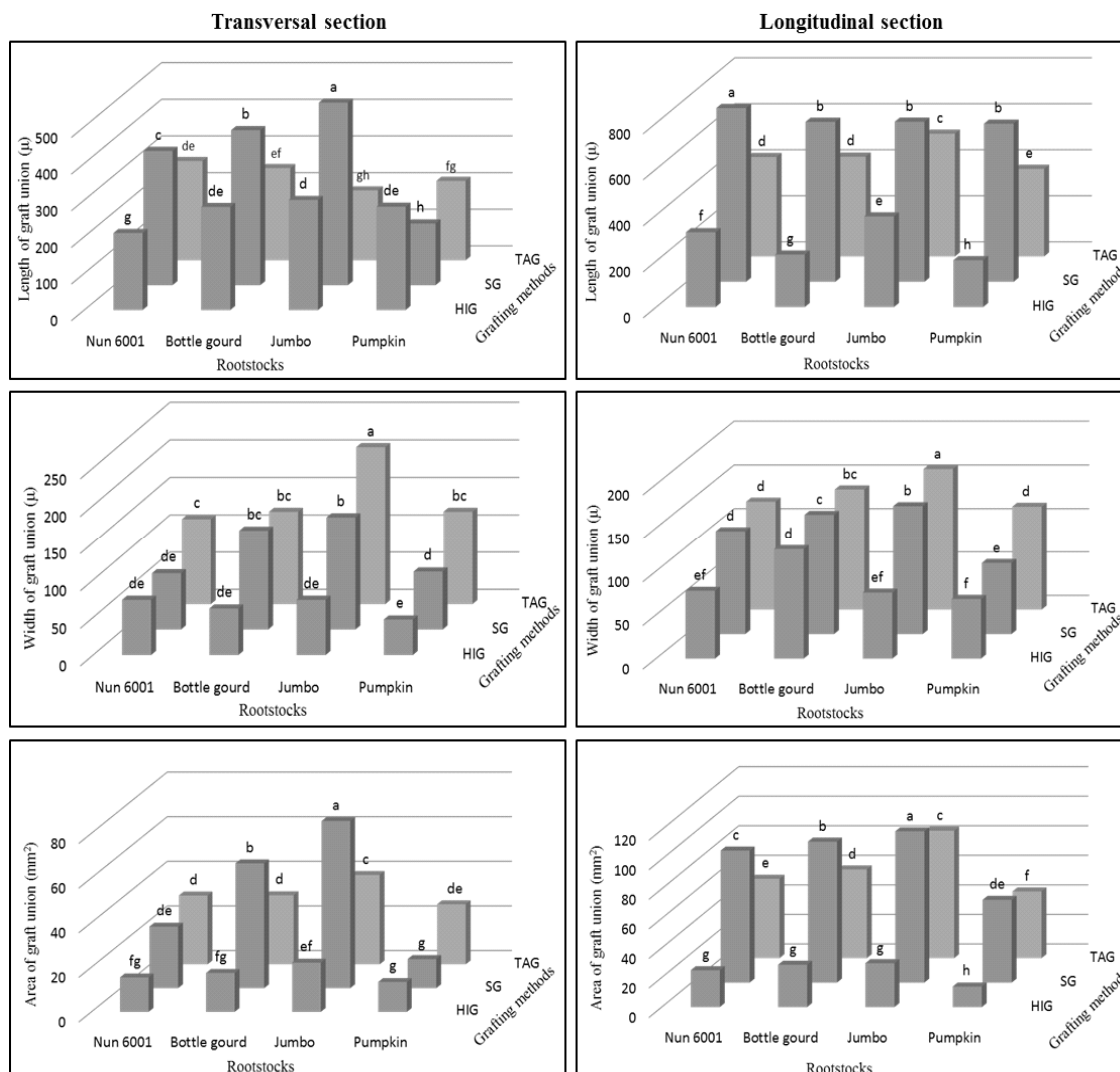 Transversal section
Longitudinal section
Length of graft union (µ)
500
400
300
200
100
0
g
c
de
de
b
ef
d
a
gh
de
h
fg
TAG
SG
HIG
Grafting methods
Nun 6001
Bottle gourd
Jumbo
Pumpkin
Rootstocks
Length of graft union (µ)
800
600
400
200
0
f
a
d
g
b
d
e
b
c
h
b
e
TAG
SG
HIG
Grafting methods
Nun 6001
Bottle gourd
Jumbo
Pumpkin
Rootstocks
Width of graft union (µ)
250
200
150
100
50
0
de
de
c
de
bc
bc
de
b
a
e
d
bc
TAG
SG
HIG
Grafting methods
Nun 6001
Bottle gourd
Jumbo
Pumpkin
Rootstocks
Width of graft union (µ)
200
150
100
50
0
ef
d
d
d
c
bc
ef
b
a
f
e
d
TAG
SG
HIG
Grafting methods
Nun 6001
Bottle gourd
Jumbo
Pumpkin
Rootstocks
Area of graft union (mm²)
80
60
40
20
0
fg
de
d
fg
b
d
ef
a
c
g
g
de
TAG
SG
HIG
Grafting methods
Nun 6001
Bottle gourd
Jumbo
Pumpkin
Rootstocks
Area of graft union (mm²)
120
100
80
60
40
20
0
g
c
e
g
b
d
g
a
c
h
de
f
TAG
SG
HIG
Grafting methods
Nun 6001
Bottle gourd
Jumbo
Pumpkin
Rootstocks